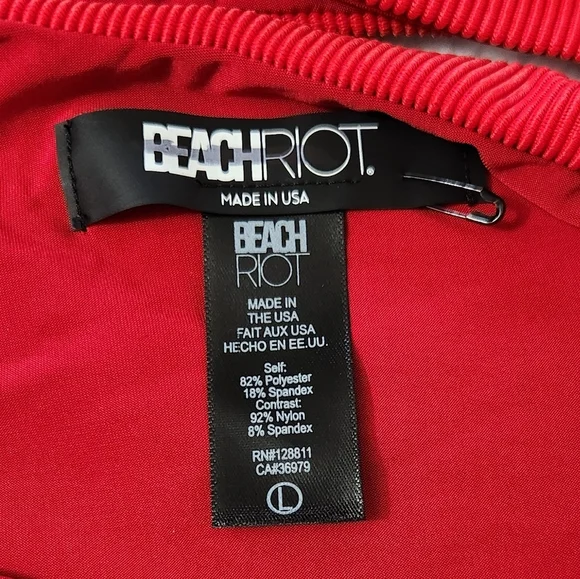 BEACHRIOT.
MADE IN USA
BEACH
RIOT
MADE IN
THE USA
FAIT AUX USA
HECHO EN EE.UU.
Self:
82% Polyester
18% Spandex
Contrast:
92% Nylon
8% Spandex
RN#128811
CA#36979
L